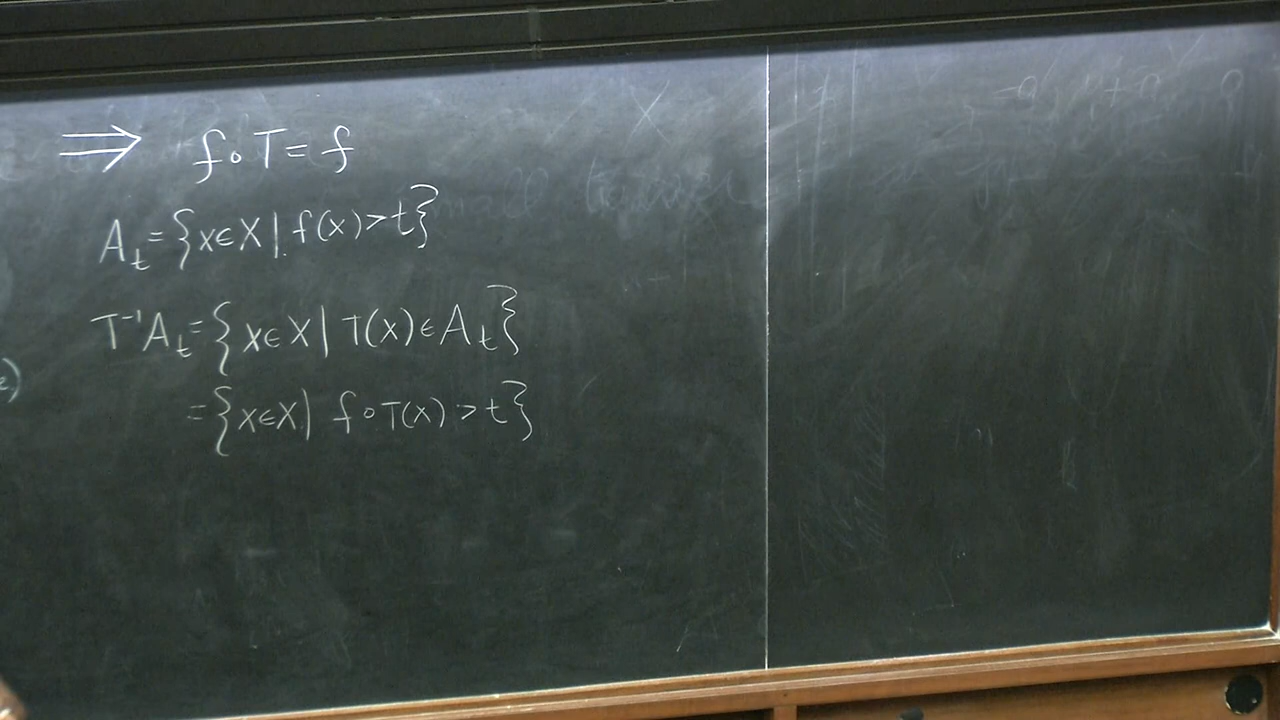 ⇒ f∘T = f
A_t = {x∈X | f(x) > t}
T⁻¹A_t = {x∈X | T(x) ∈ A_t}
= {x∈X | f∘T(x) > t}